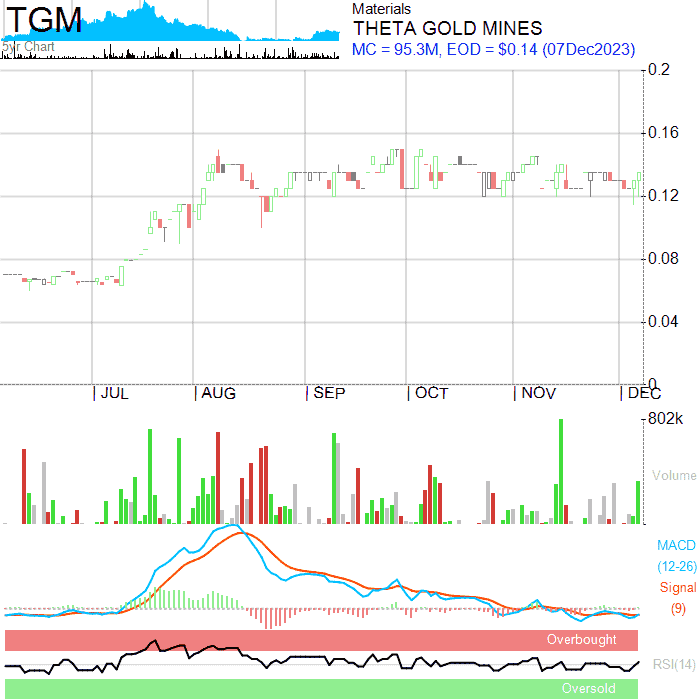 TGM
5yr Chart
Materials
THETA GOLD MINES
MC = 95.3M, EOD = $0.14 (07Dec2023)
0.2
0.16
0.12
0.08
0.04
0
JUL AUG SEP OCT NOV DEC
802k
Volume
MACD
(12-26)
Signal
(9)
Overbought
RSI(14)
Oversold